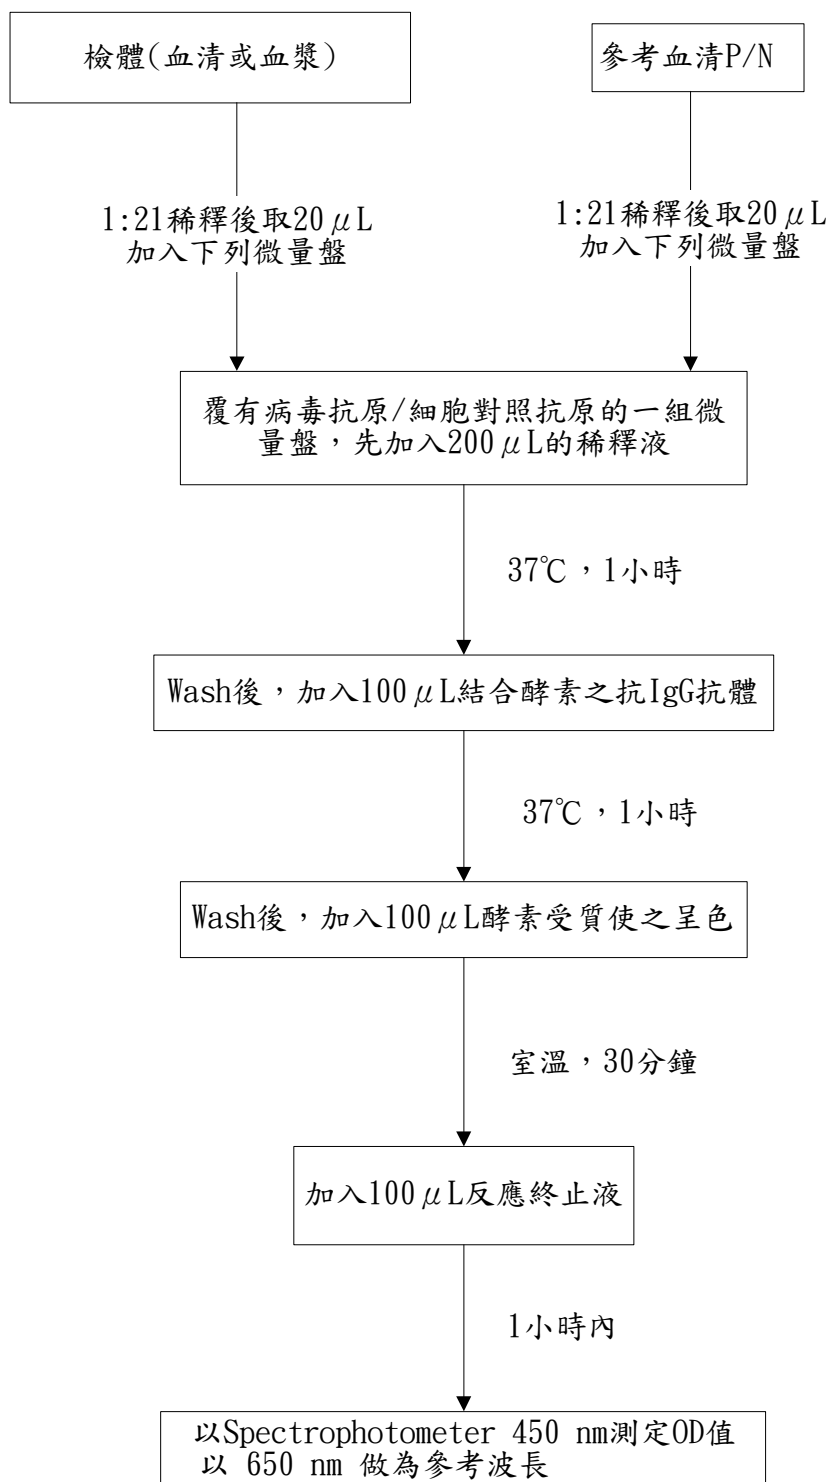 檢體(血清或血漿)
參考血清P/N
1:21稀釋後取20μL
加入下列微量盤
1:21稀釋後取20μL
加入下列微量盤
覆有病毒抗原/細胞對照抗原的一組微
量盤，先加入200μL的稀釋液
37℃，1小時
Wash後，加入100μL結合酵素之抗IgG抗體
37℃，1小時
Wash後，加入100μL酵素受質使之呈色
室溫，30分鐘
加入100μL反應終止液
1小時內
以Spectrophotometer 450 nm測定OD值
以 650 nm 做為參考波長